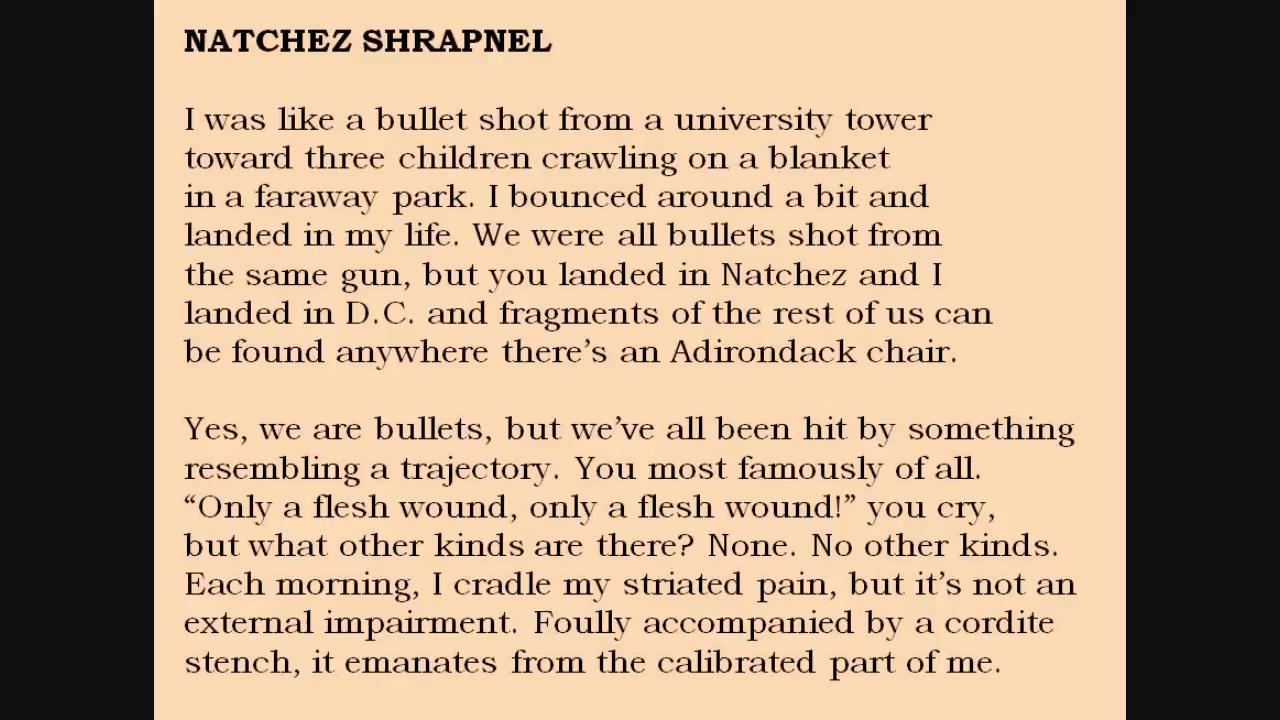 NATCHEZ SHRAPNEL
I was like a bullet shot from a university tower
toward three children crawling on a blanket
in a faraway park. I bounced around a bit and
landed in my life. We were all bullets shot from
the same gun, but you landed in Natchez and I
landed in D.C. and fragments of the rest of us can
be found anywhere there’s an Adirondack chair.
Yes, we are bullets, but we’ve all been hit by something
resembling a trajectory. You most famously of all.
“Only a flesh wound, only a flesh wound!” you cry,
but what other kinds are there? None. No other kinds.
Each morning, I cradle my striated pain, but it’s not an
external impairment. Foully accompanied by a cordite
stench, it emanates from the calibrated part of me.